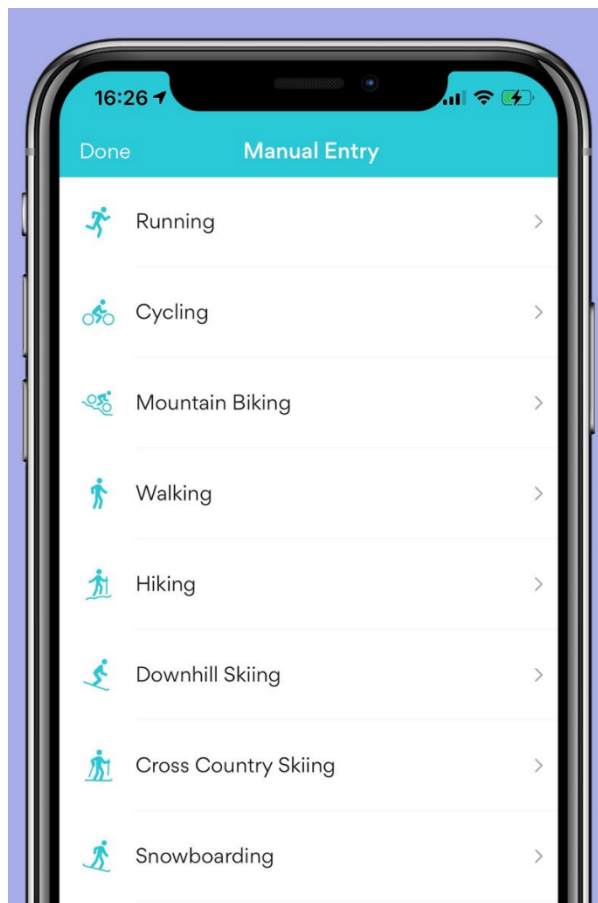 16:26
Done
Manual Entry
Running
Cycling
Mountain Biking
Walking
Hiking
Downhill Skiing
Cross Country Skiing
Snowboarding